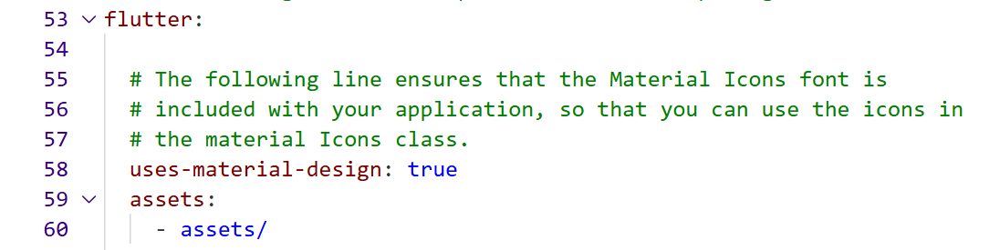 53 flutter:
54
55 # The following line ensures that the Material Icons font is
56 # included with your application, so that you can use the icons in
57 # the material Icons class.
58 uses-material-design: true
59 assets:
60 - assets/